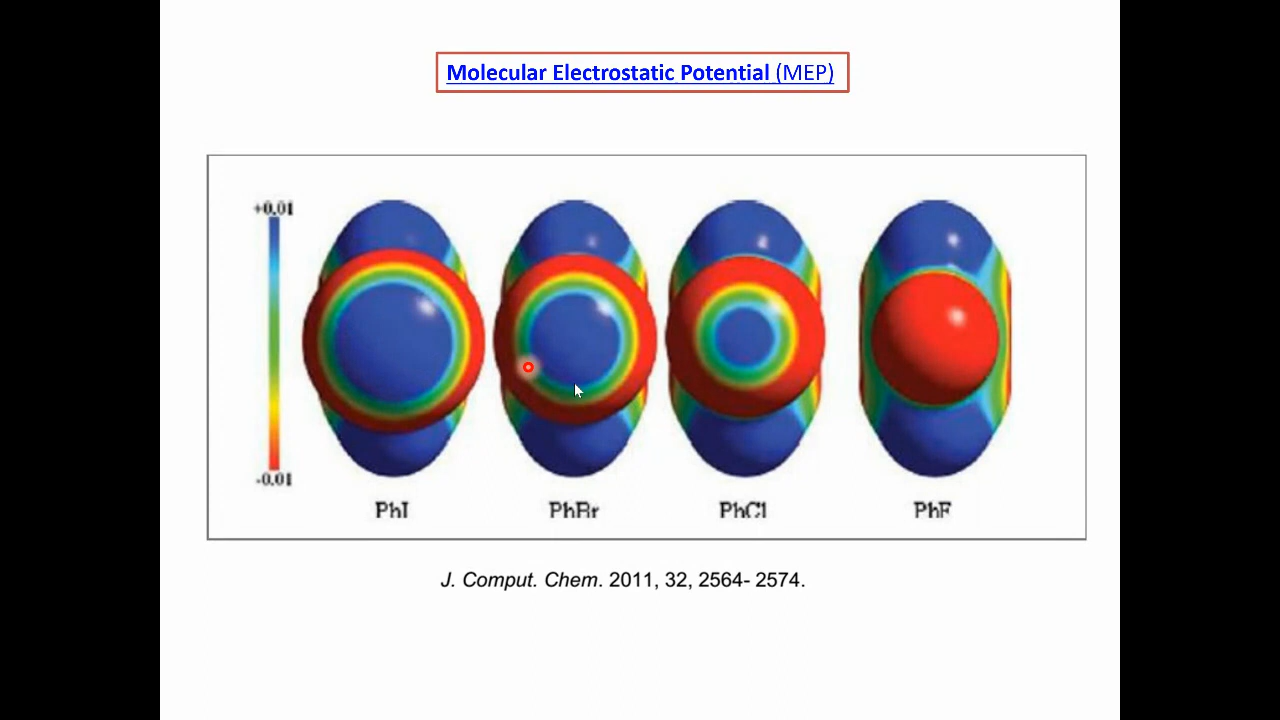 Molecular Electrostatic Potential (MEP)
+0.01
-0.01
PhI PhBr PhCl PhF
J. Comput. Chem. 2011, 32, 2564- 2574.